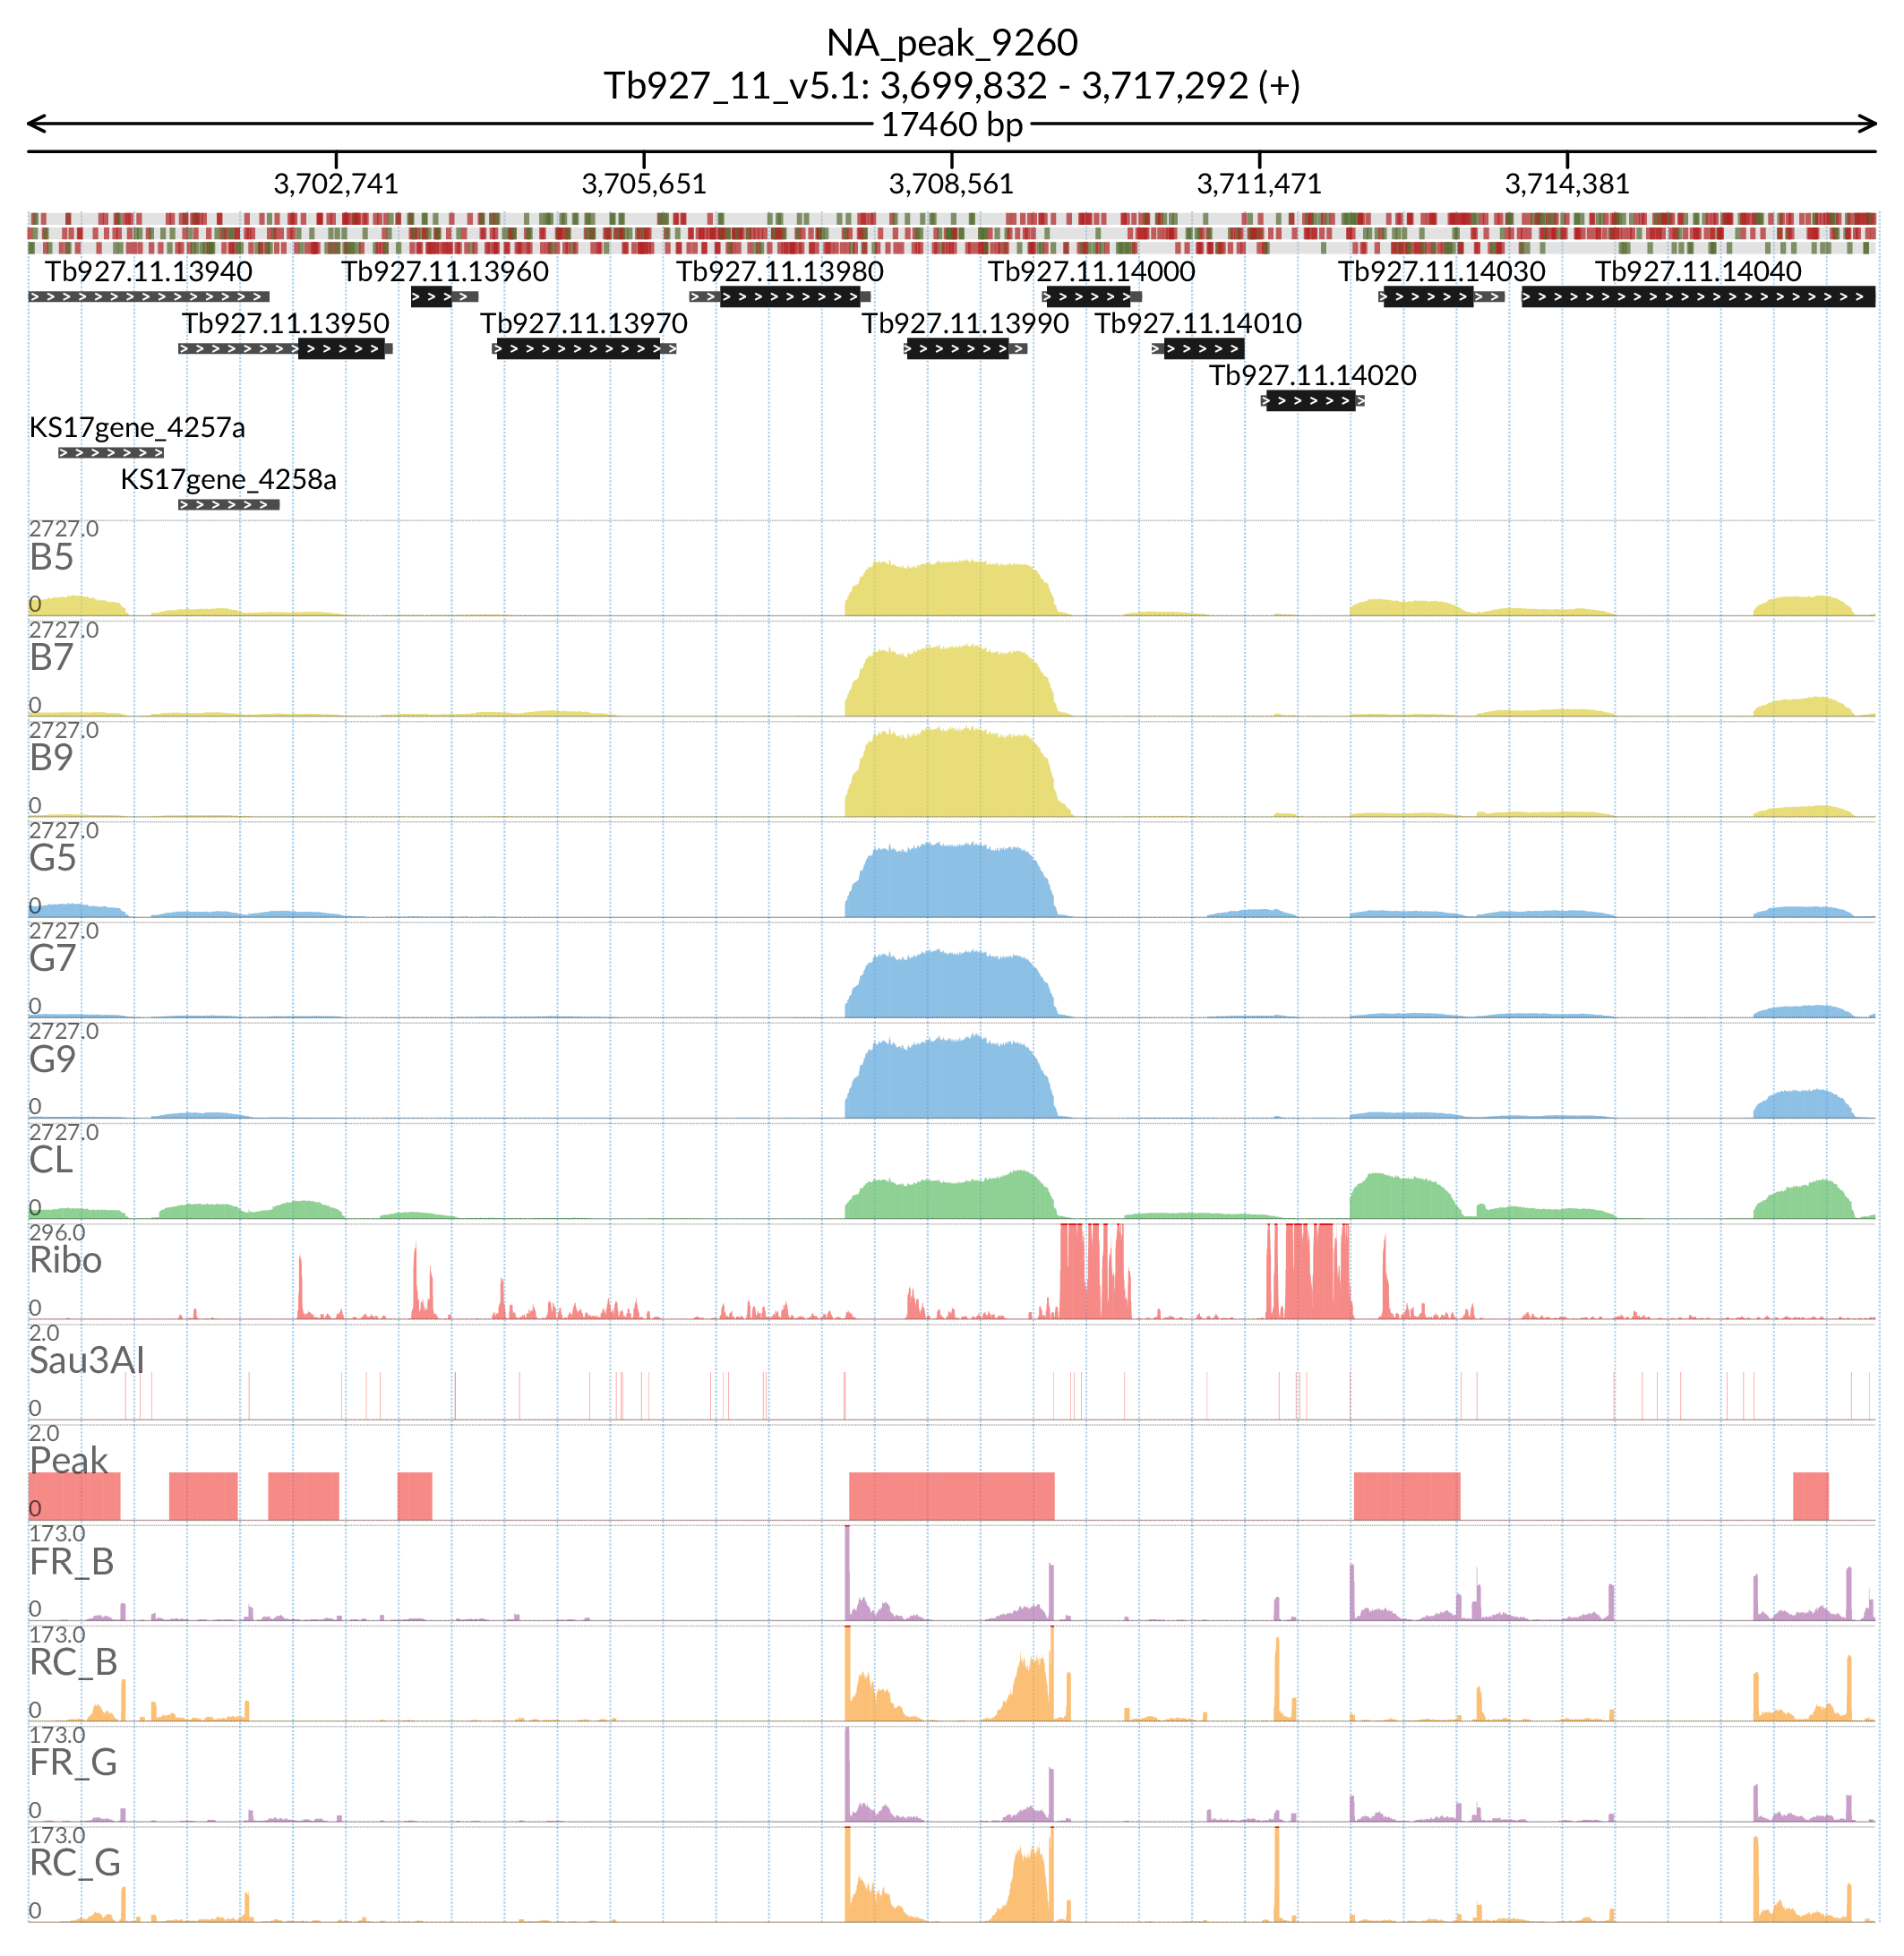 NA_peak_9260
Tb927_11_v5.1: 3,699,832 - 3,717,292 (+)
17460 bp
3,702,741 3,705,651 3,708,561 3,711,471 3,714,381
Tb927.11.13940 Tb927.11.13960 Tb927.11.13980 Tb927.11.14000 Tb927.11.14030 Tb927.11.14040
Tb927.11.13950 Tb927.11.13970 Tb927.11.13990 Tb927.11.14010
Tb927.11.14020
KS17gene_4257a
KS17gene_4258a
2727.0
B5
0
2727.0
B7
0
2727.0
B9
0
2727.0
G5
0
2727.0
G7
0
2727.0
G9
0
2727.0
CL
0
296.0
Ribo
0
2.0
Sau3AI
0
2.0
Peak
0
173.0
FR_B
0
173.0
RC_B
0
173.0
FR_G
0
173.0
RC_G
0